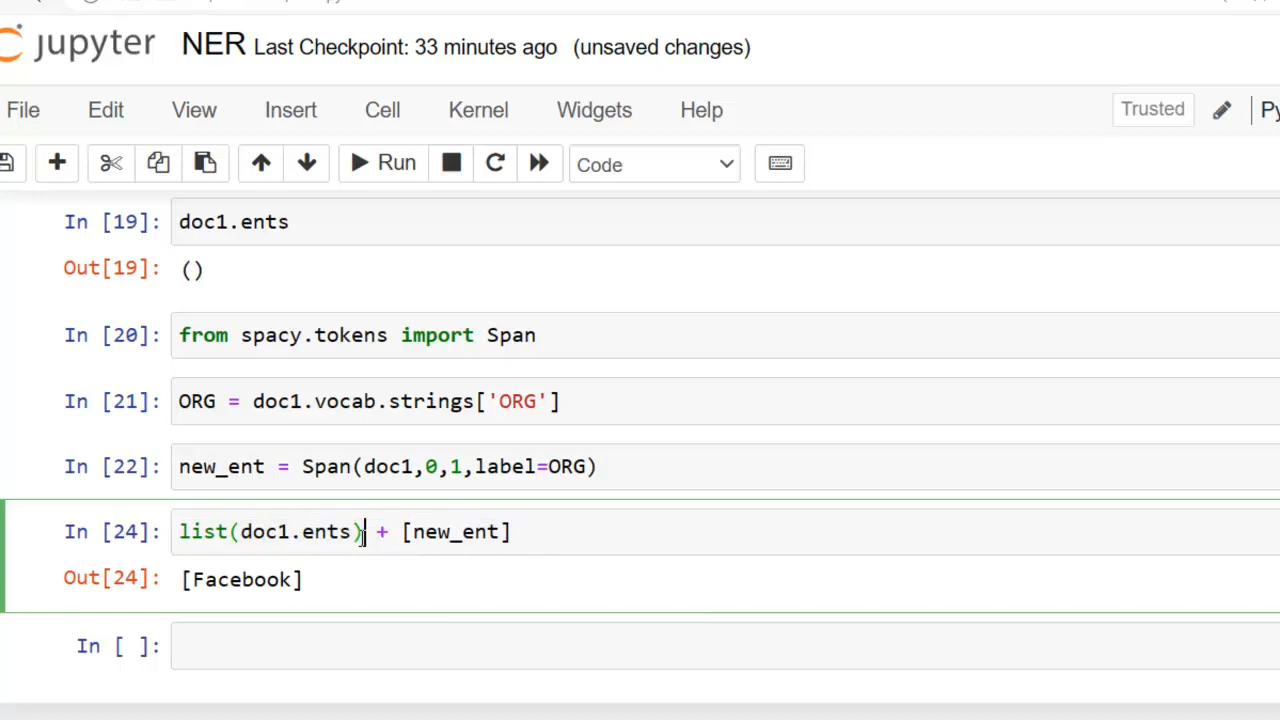 jupyter NER Last Checkpoint: 33 minutes ago (unsaved changes)
File Edit View Insert Cell Kernel Widgets Help Trusted
Run Code
In [19]: doc1.ents
Out[19]: ()
In [20]: from spacy.tokens import Span
In [21]: ORG = doc1.vocab.strings['ORG']
In [22]: new_ent = Span(doc1,0,1,label=ORG)
In [24]: list(doc1.ents) + [new_ent]
Out[24]: [Facebook]
In [ ]: